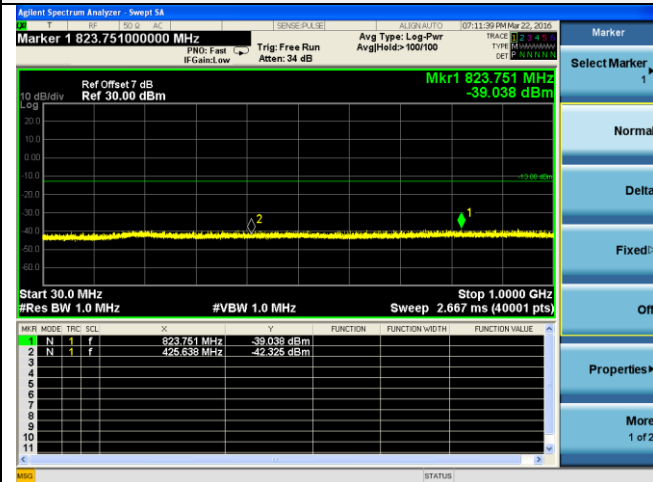 Agilent Spectrum Analyzer - Swept SA
T RF 50 Ω AC SENSE:PULSE ALIGN AUTO 07:11:39 PM Mar 22, 2016
Marker 1 823.751000000 MHz
PNO: Fast
IFGain:Low
Trig: Free Run
Atten: 34 dB
Avg Type: Log-Pwr
Avg|Hold:> 100/100
TRACE 1 2 3 4 5 6
TYPE M
DET P N N N N N
Ref Offset 7 dB
10 dB/div Ref 30.00 dBm
Log
Mkr1 823.751 MHz
-39.038 dBm
20.0
10.0
0.00
-10.0
-13.00 dBm
-20.0
-30.0
-40.0
-50.0
-60.0
2
1
Start 30.0 MHz
Stop 1.0000 GHz
#Res BW 1.0 MHz #VBW 1.0 MHz Sweep 2.667 ms (40001 pts)
MKR MODE TRC SCL X Y FUNCTION FUNCTION WIDTH FUNCTION VALUE
1 N 1 f 823.751 MHz -39.038 dBm
2 N 1 f 425.638 MHz -42.325 dBm
3
4
5
6
7
8
9
10
11
MSG STATUS
Marker
Select Marker
1
Normal
Delta
Fixed
Off
Properties
More
1 of 2